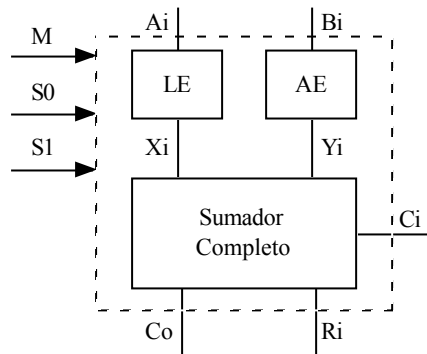 Ai Bi
M
LE AE
S0
Xi Yi
S1
Sumador
Completo
Ci
Co Ri